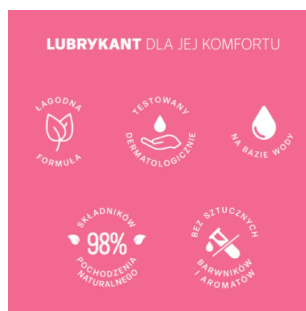 LUBRYKANT DLA JEJ KOMFORTU
ŁAGODNA
FORMUŁA
TESTOWANY
DERMATOLOGICZNIE
NA BAZIE WODY
SKŁADNIKÓW
98%
POCHODZENIA
NATURALNEGO
BEZ SZTUCZNYCH
BARWNIKÓW
I AROMATÓW